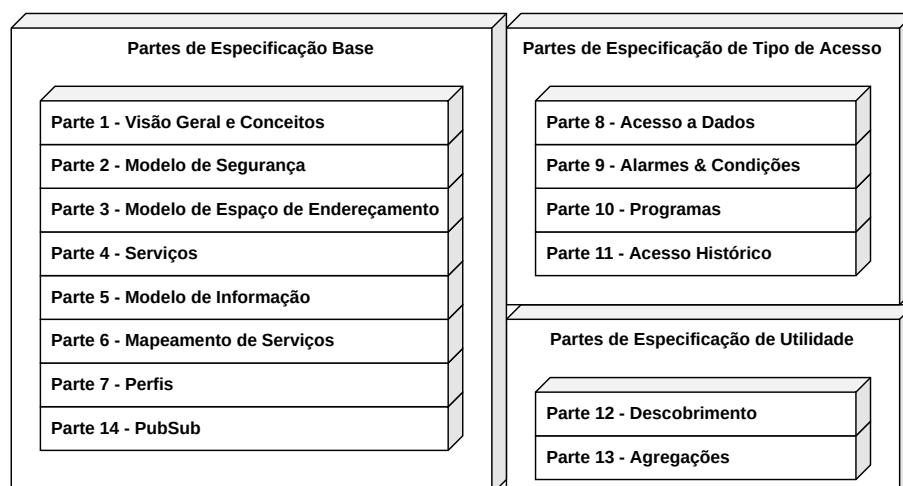 Partes de Especificação Base
Parte 1 - Visão Geral e Conceitos
Parte 2 - Modelo de Segurança
Parte 3 - Modelo de Espaço de Endereçamento
Parte 4 - Serviços
Parte 5 - Modelo de Informação
Parte 6 - Mapeamento de Serviços
Parte 7 - Perfis
Parte 14 - PubSub
Partes de Especificação de Tipo de Acesso
Parte 8 - Acesso a Dados
Parte 9 - Alarmes & Condições
Parte 10 - Programas
Parte 11 - Acesso Histórico
Partes de Especificação de Utilidade
Parte 12 - Descobrimento
Parte 13 - Agregações